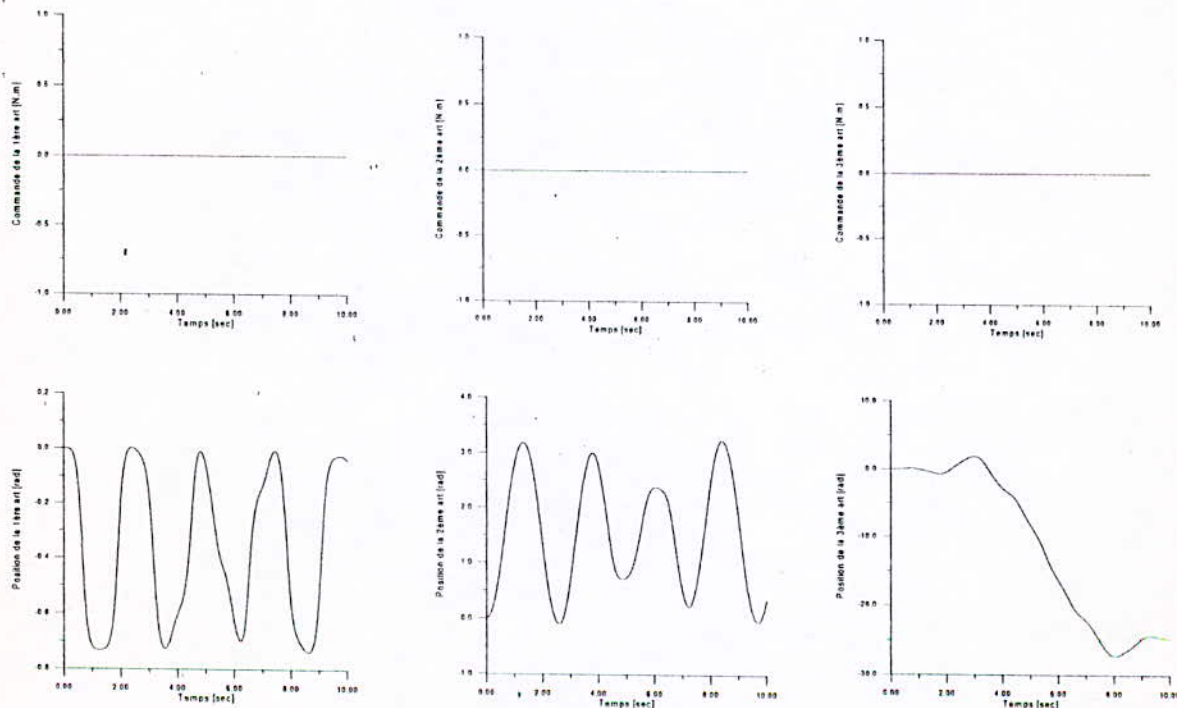 Commande de la 1ère art [N.m]
1.0
0.5
0.0
-0.5
-1.0
0.00 2.00 4.00 6.00 8.00 10.00
Temps [sec]
Commande de la 2ème art [N.m]
1.0
0.5
0.0
-0.5
-1.0
0.00 2.00 4.00 6.00 8.00 10.00
Temps [sec]
Commande de la 3ème art [N.m]
1.0
0.5
0.0
-0.5
-1.0
0.00 2.00 4.00 6.00 8.00 10.00
Temps [sec]
Position de la 1ère art [rad]
0.2
0.0
-0.2
-0.4
-0.6
-0.8
0.00 2.00 4.00 6.00 8.00 10.00
Temps [sec]
Position de la 2ème art [rad]
4.0
3.0
2.0
1.0
0.0
-1.0
0.00 2.00 4.00 6.00 8.00 10.00
Temps [sec]
Position de la 3ème art [rad]
10.0
0.0
-10.0
-20.0
-30.0
0.00 2.00 4.00 6.00 8.00 10.00
Temps [sec]